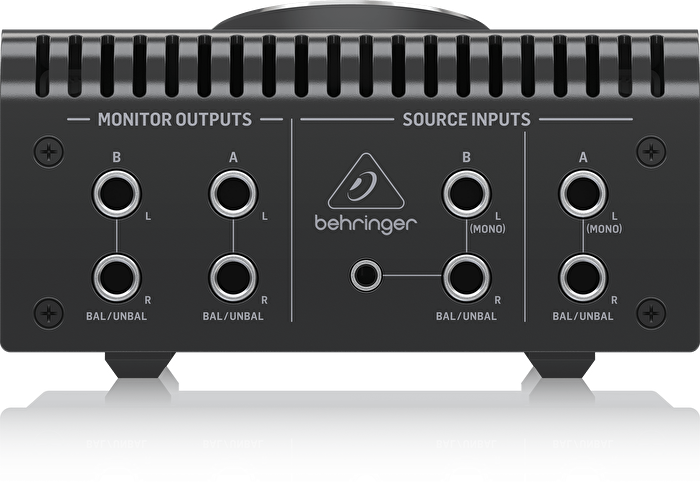 MONITOR OUTPUTS
SOURCE INPUTS
B
A
B
A
L
L
L
(MONO)
L
(MONO)
behringer
R
R
R
R
BAL/UNBAL
BAL/UNBAL
BAL/UNBAL
BAL/UNBAL